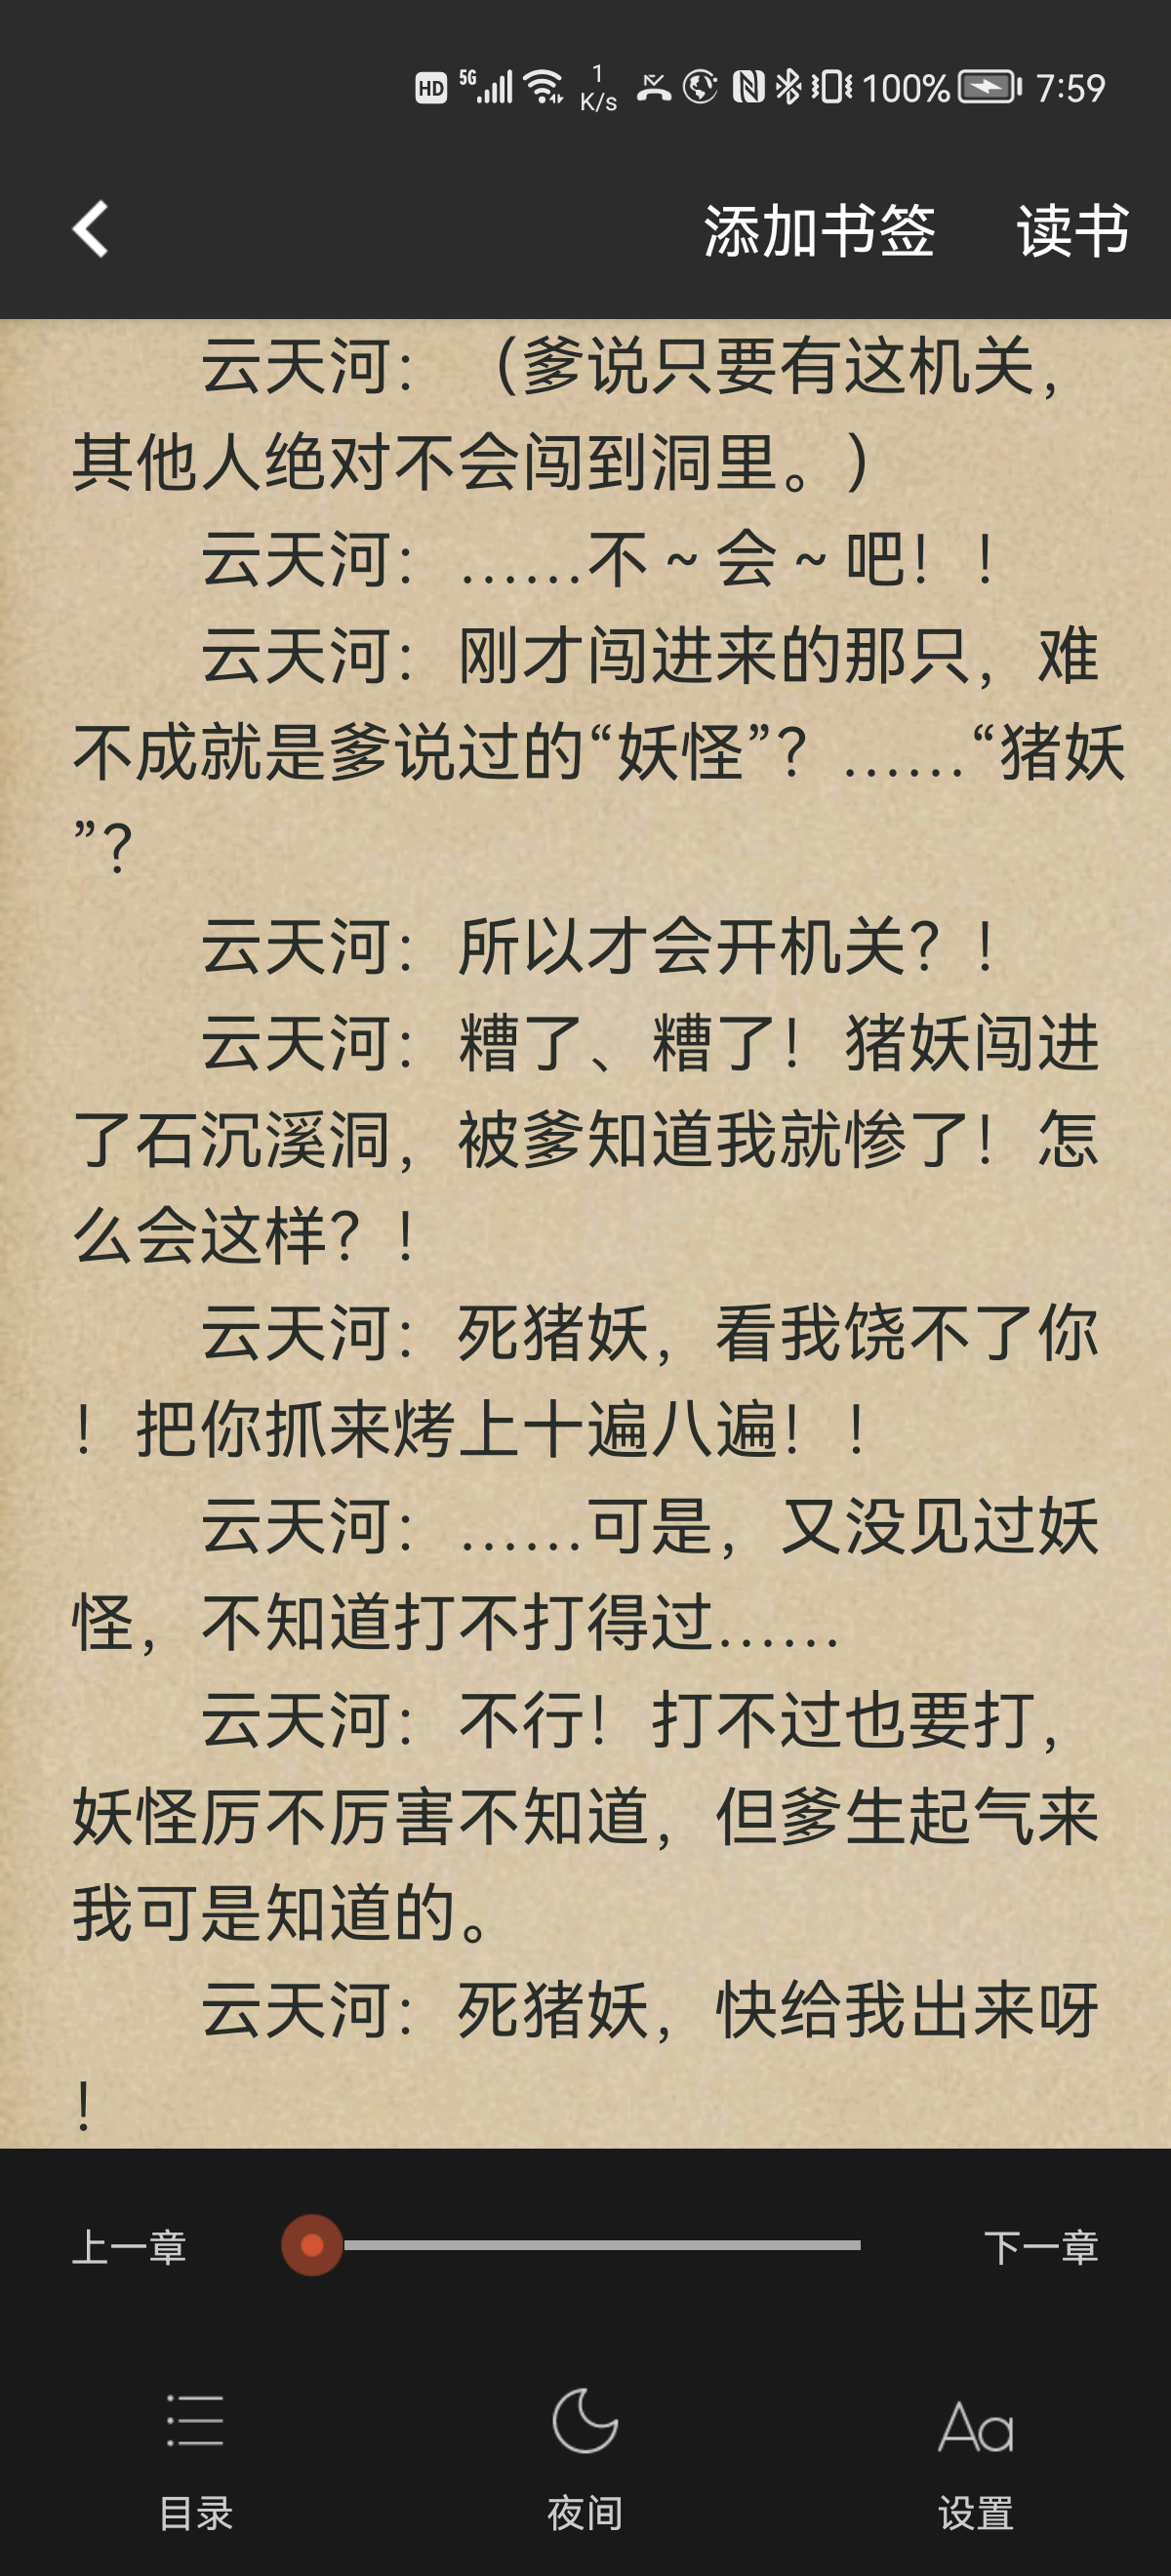 HD 5G 1 K/s 100% 7:59
添加书签 读书
云天河：（爹说只要有这机关，
其他人绝对不会闯到洞里。）
云天河：……不～会～吧！！
云天河：刚才闯进来的那只，难
不成就是爹说过的“妖怪”？……“猪妖
”？
云天河：所以才会开机关？！
云天河：糟了、糟了！猪妖闯进
了石沉溪洞，被爹知道我就惨了！怎
么会这样？！
云天河：死猪妖，看我饶不了你
！把你抓来烤上十遍八遍！！
云天河：……可是，又没见过妖
怪，不知道打不打得过……
云天河：不行！打不过也要打，
妖怪厉不厉害不知道，但爹生起气来
我可是知道的。
云天河：死猪妖，快给我出来呀
！
上一章 下一章
Aa
目录 夜间 设置